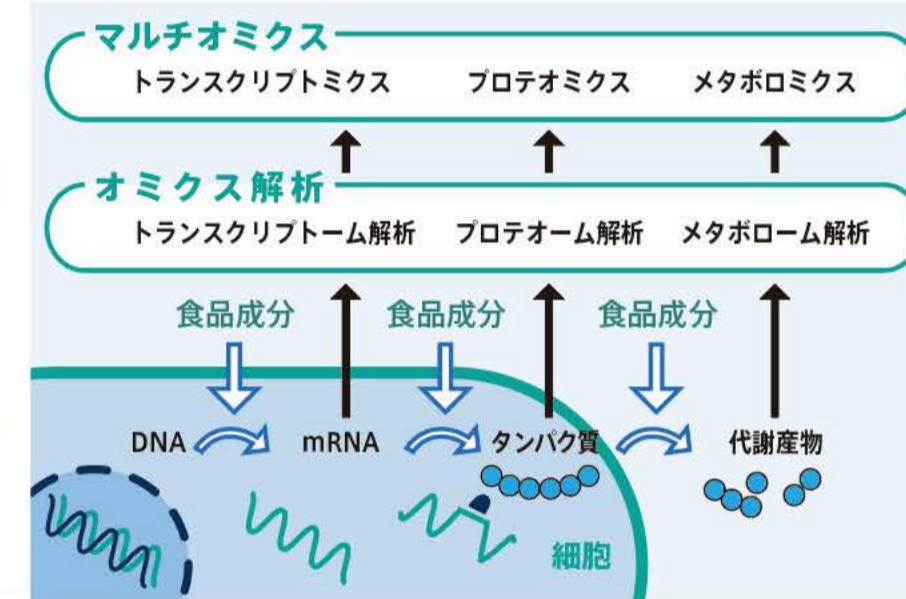 マルチオミクス
トランスクリプトミクス プロテオミクス メタボロミクス
オミクス解析
トランスクリプトーム解析 プロテオーム解析 メタボローム解析
食品成分 食品成分 食品成分
DNA mRNA タンパク質 代謝産物
細胞